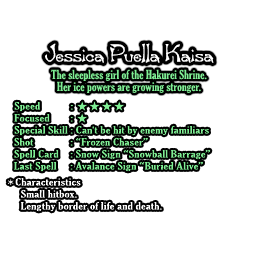 Jessica Puella Kaisa
The sleepless girl of the Hakurei Shrine.
Her ice powers are growing stronger.
Speed : ★★★★
Focused : ★
Special Skill : Can't be hit by enemy familiars
Shot : "Frozen Chaser"
Spell Card : Snow Sign "Snowball Barrage"
Last Spell : Avalance Sign "Buried Alive"
＊Characteristics
Small hitbox.
Lengthy border of life and death.